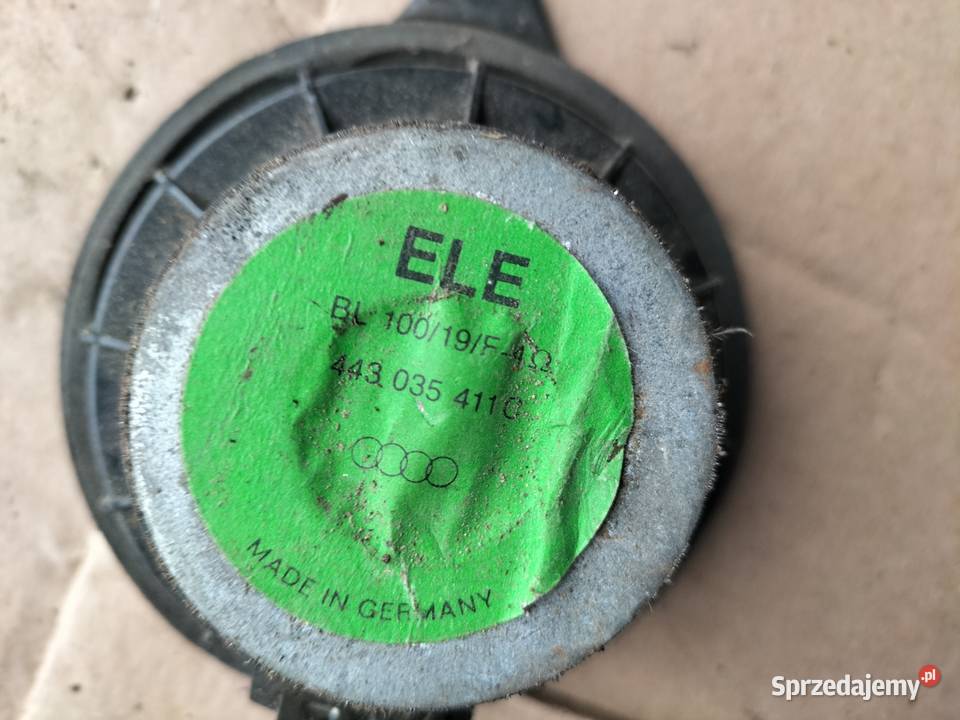 ELE
BL 100/19/F-4Ω
443 035 411C
MADE IN GERMANY
Sprzedajemy.pl